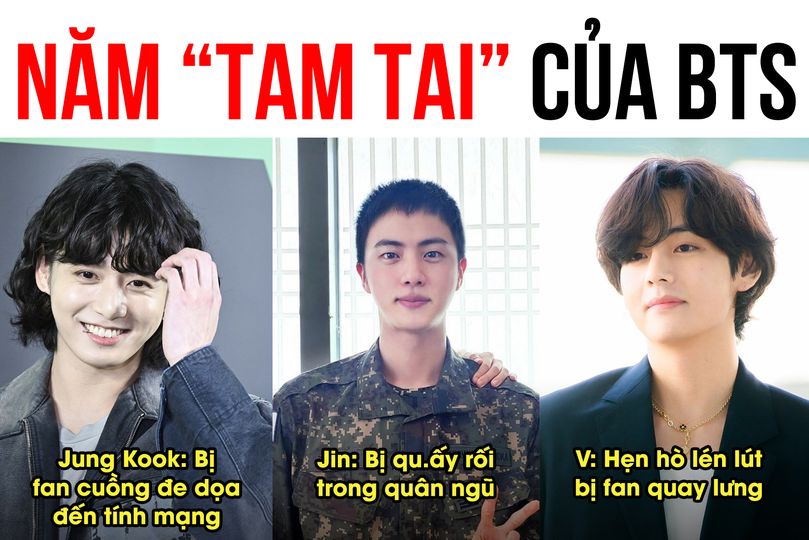 NĂM “TAM TAI” CỦA BTS
Jung Kook: Bị
fan cuồng đe dọa
đến tính mạng
Jin: Bị qu.ấy rối
trong quân ngũ
V: Hẹn hò lén lút
bị fan quay lưng